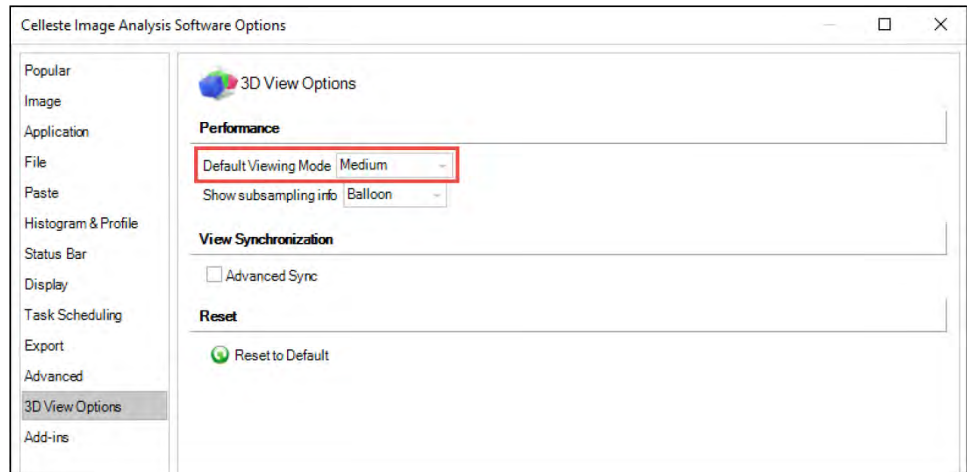 Celleste Image Analysis Software Options
Popular
Image
Application
File
Paste
Histogram & Profile
Status Bar
Display
Task Scheduling
Export
Advanced
3D View Options
Add-ins
3D View Options
Performance
Default Viewing Mode Medium
Show subsampling info Balloon
View Synchronization
Advanced Sync
Reset
Reset to Default